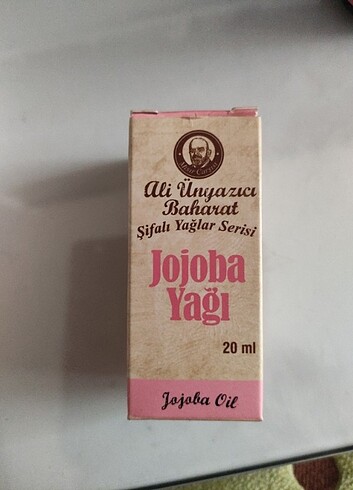 Ali Ünyazıcı
Baharat
Şifalı Yağlar Serisi
Jojoba
Yağı
20 ml
Jojoba Oil